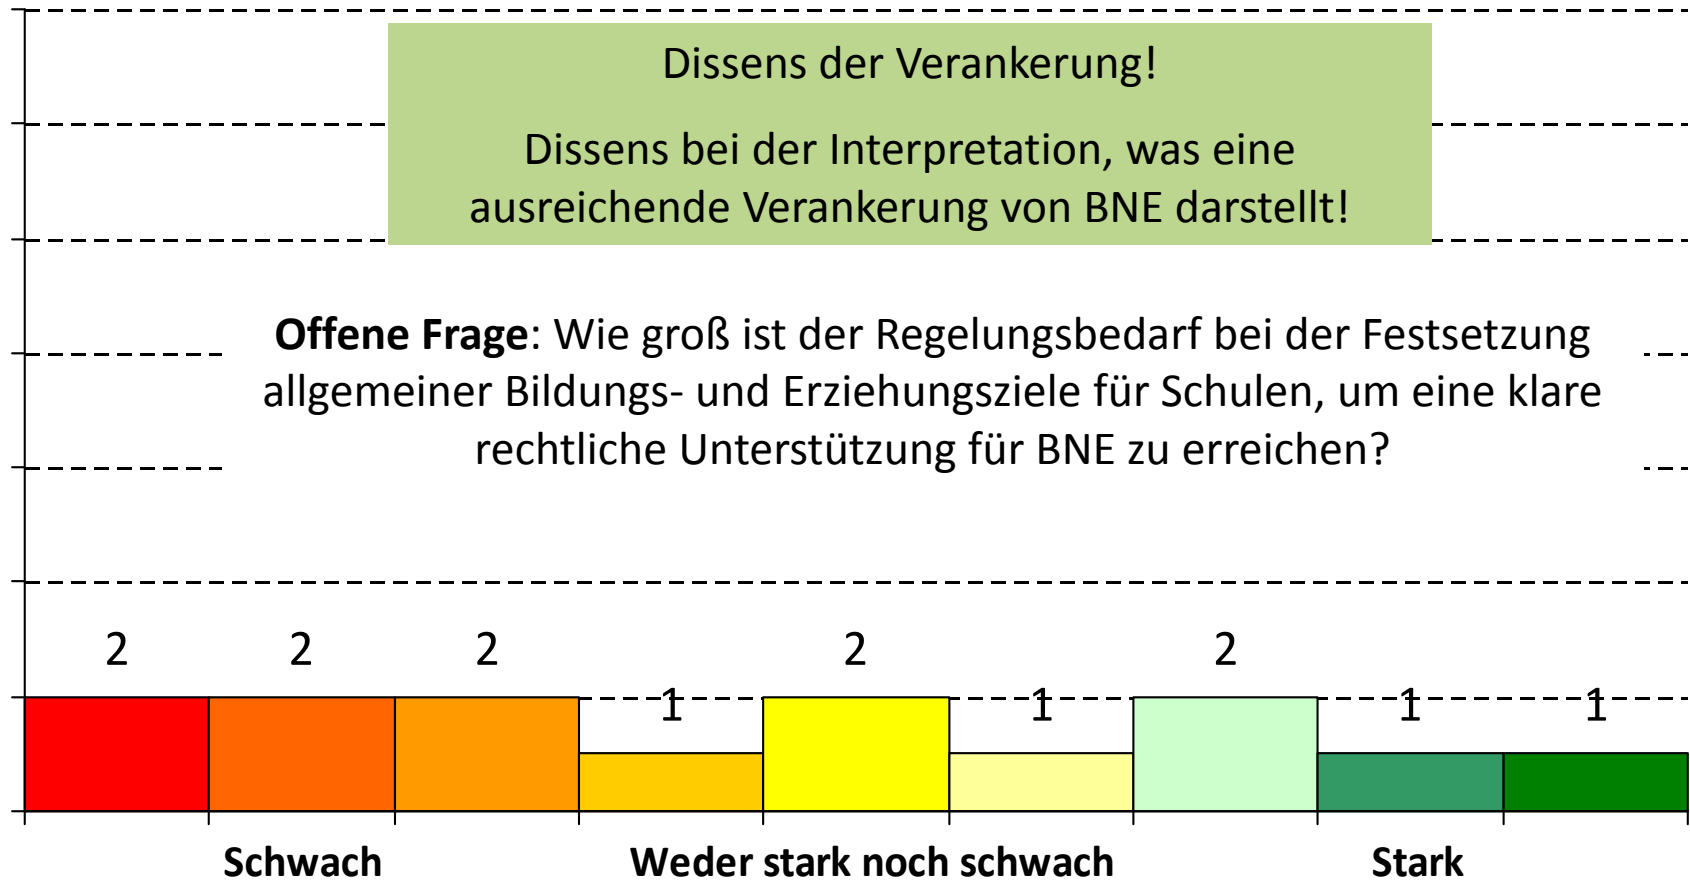 Dissens der Verankerung!
Dissens bei der Interpretation, was eine
ausreichende Verankerung von BNE darstellt!
Offene Frage: Wie groß ist der Regelungsbedarf bei der Festsetzung
allgemeiner Bildungs- und Erziehungsziele für Schulen, um eine klare
rechtliche Unterstützung für BNE zu erreichen?
2 2 2 1 2 1 2 1 1
Schwach Weder stark noch schwach Stark